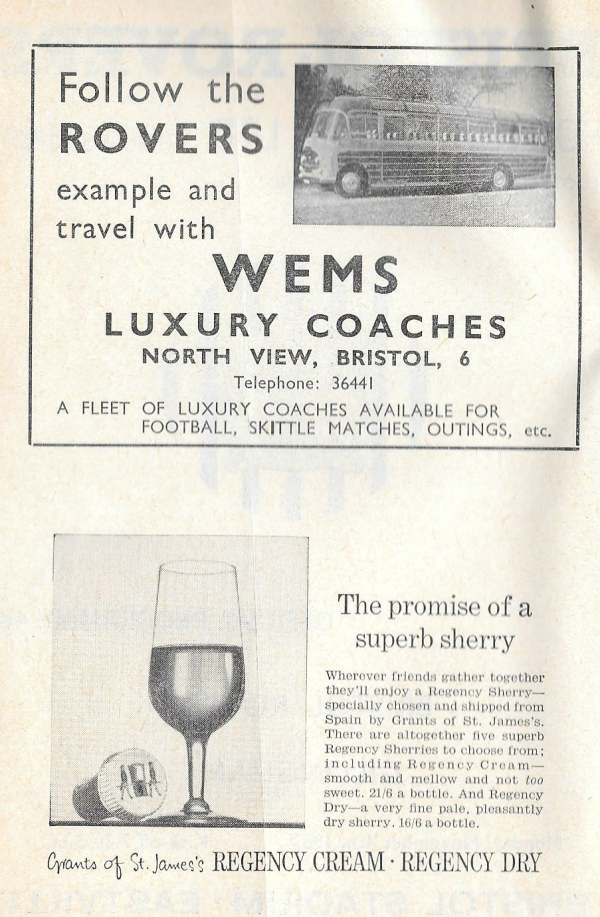 Follow the
ROVERS
example and
travel with
WEMS
LUXURY COACHES
NORTH VIEW, BRISTOL, 6
Telephone: 36441
A FLEET OF LUXURY COACHES AVAILABLE FOR
FOOTBALL, SKITTLE MATCHES, OUTINGS, etc.
The promise of a
superb sherry
Wherever friends gather together
they'll enjoy a Regency Sherry—
specially chosen and shipped from
Spain by Grants of St. James's.
There are altogether five superb
Regency Sherries to choose from;
including Regency Cream—
smooth and mellow and not too
sweet. 21/6 a bottle. And Regency
Dry—a very fine pale, pleasantly
dry sherry. 16/6 a bottle.
Grants of St. James's REGENCY CREAM · REGENCY DRY